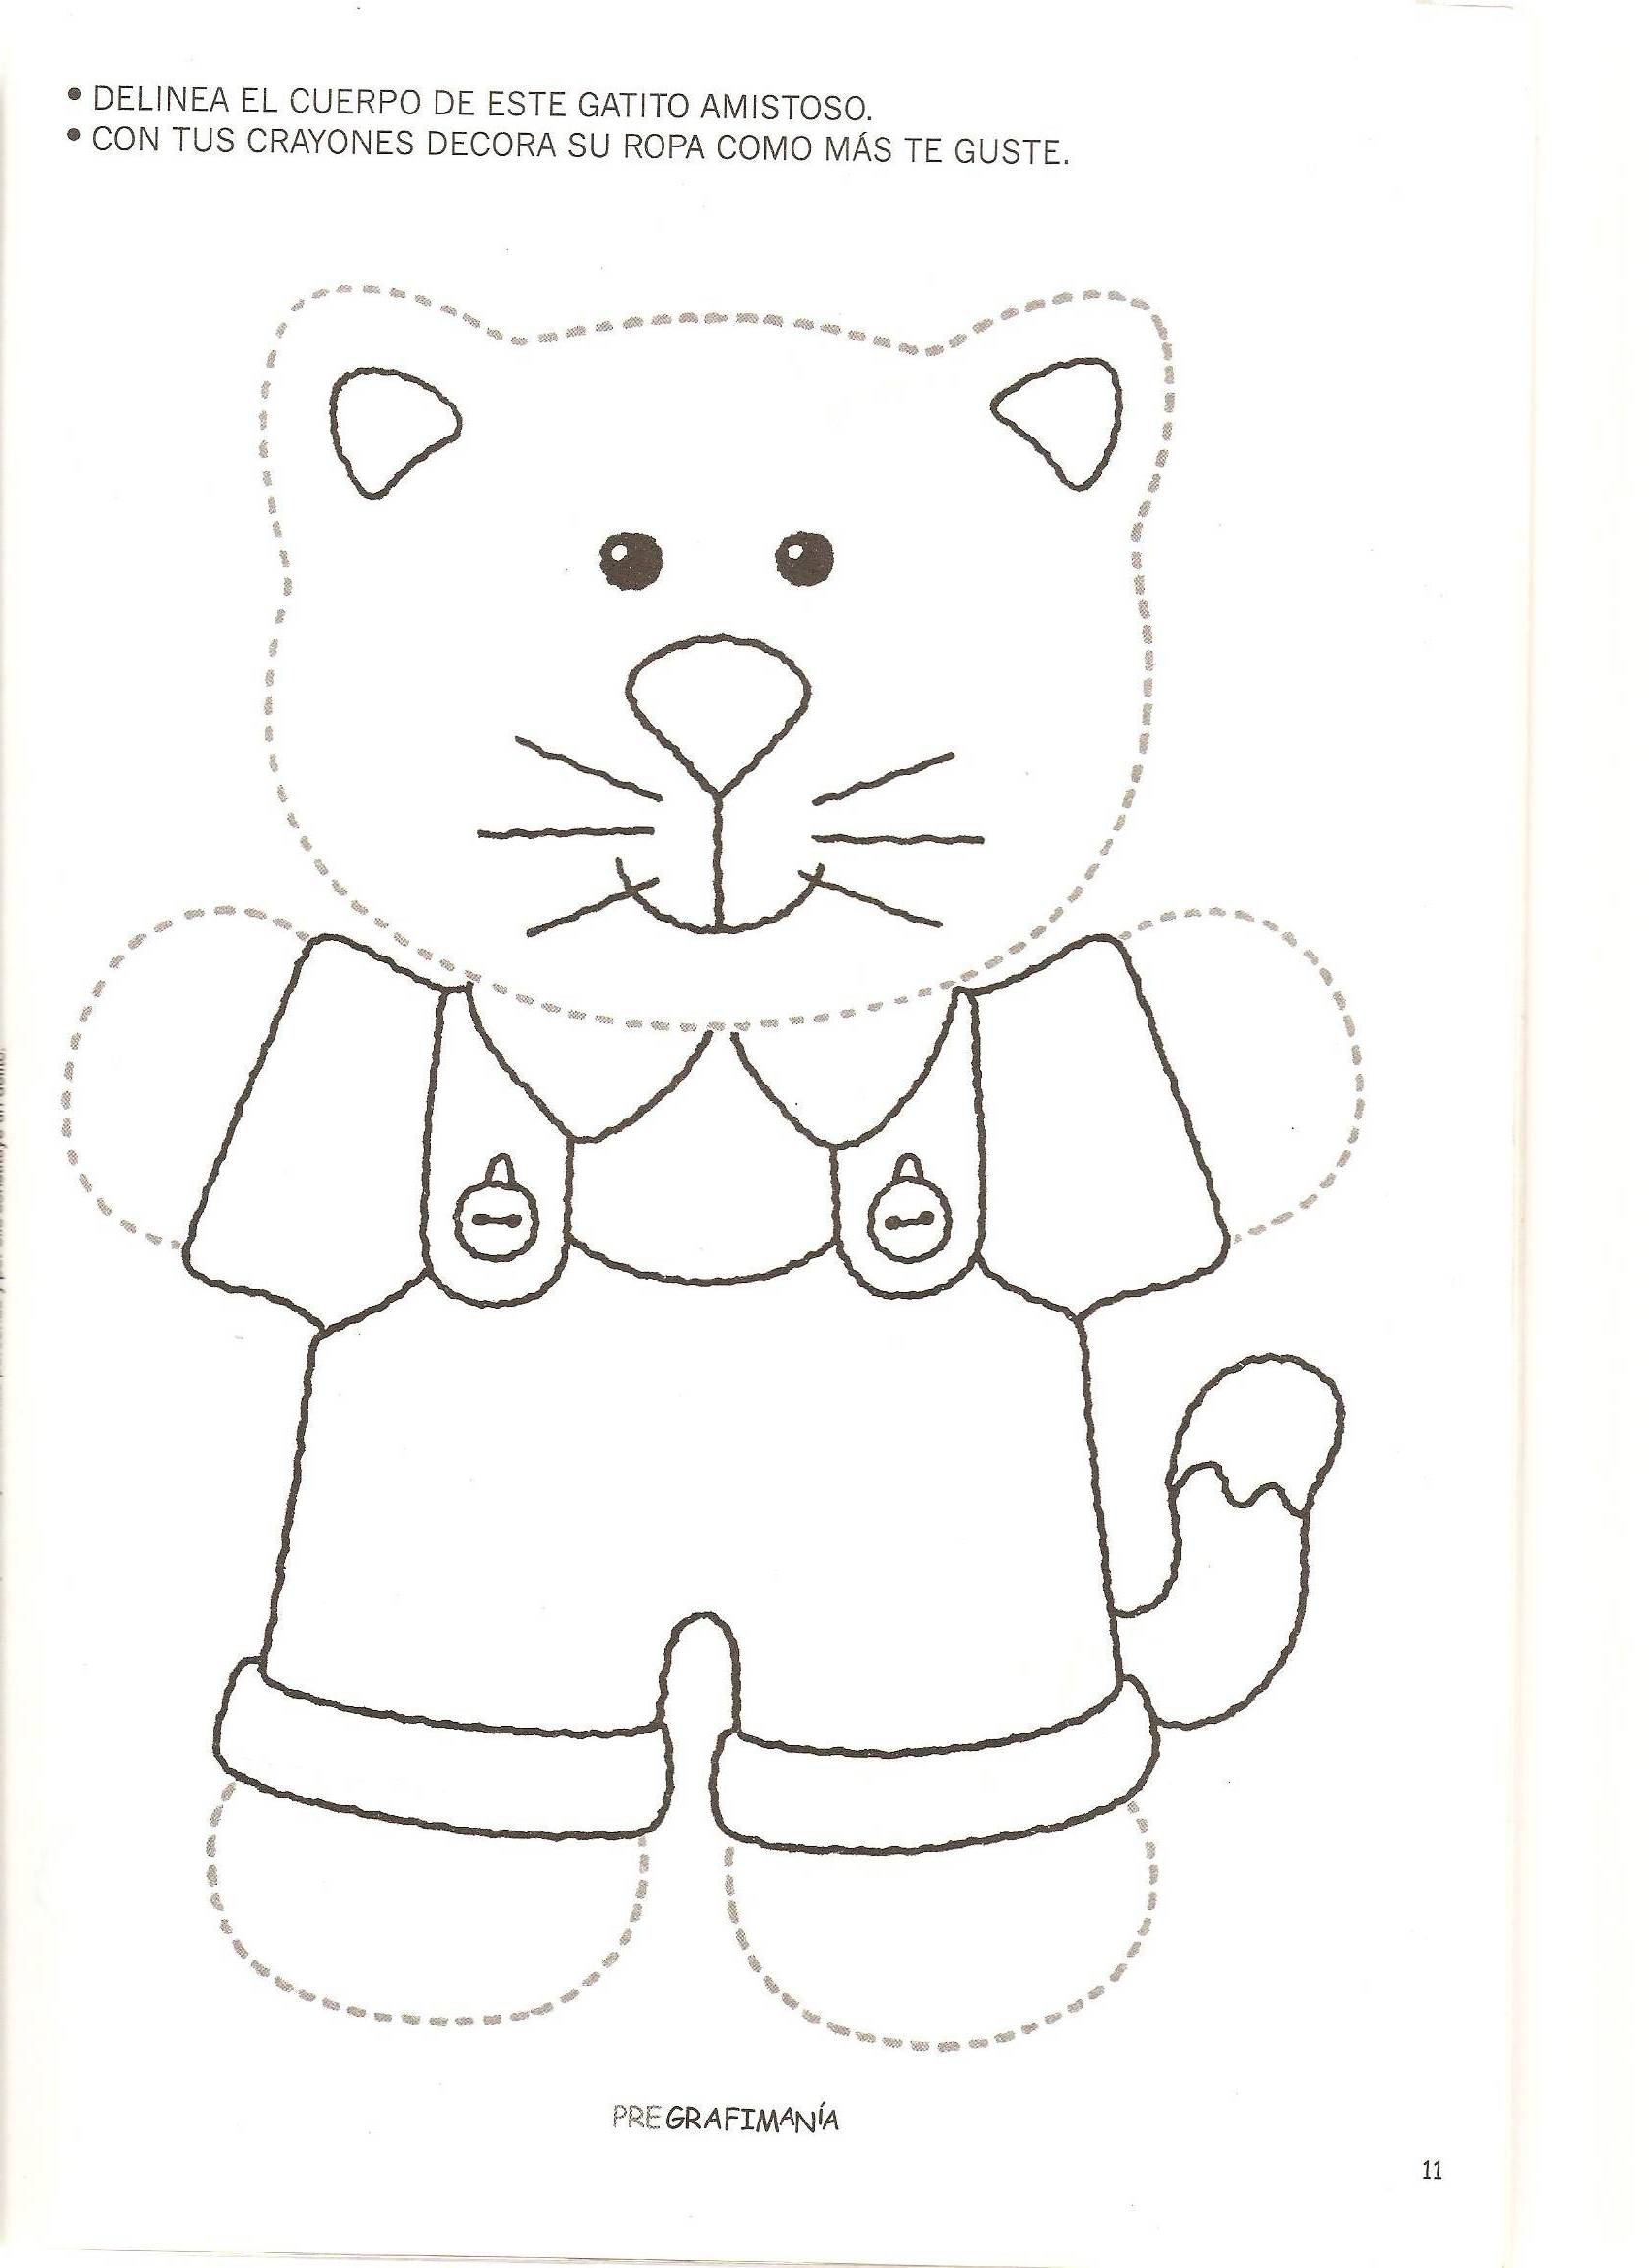 • DELINEA EL CUERPO DE ESTE GATITO AMISTOSO.
• CON TUS CRAYONES DECORA SU ROPA COMO MÁS TE GUSTE.
PREGRAFIMANÍA
11